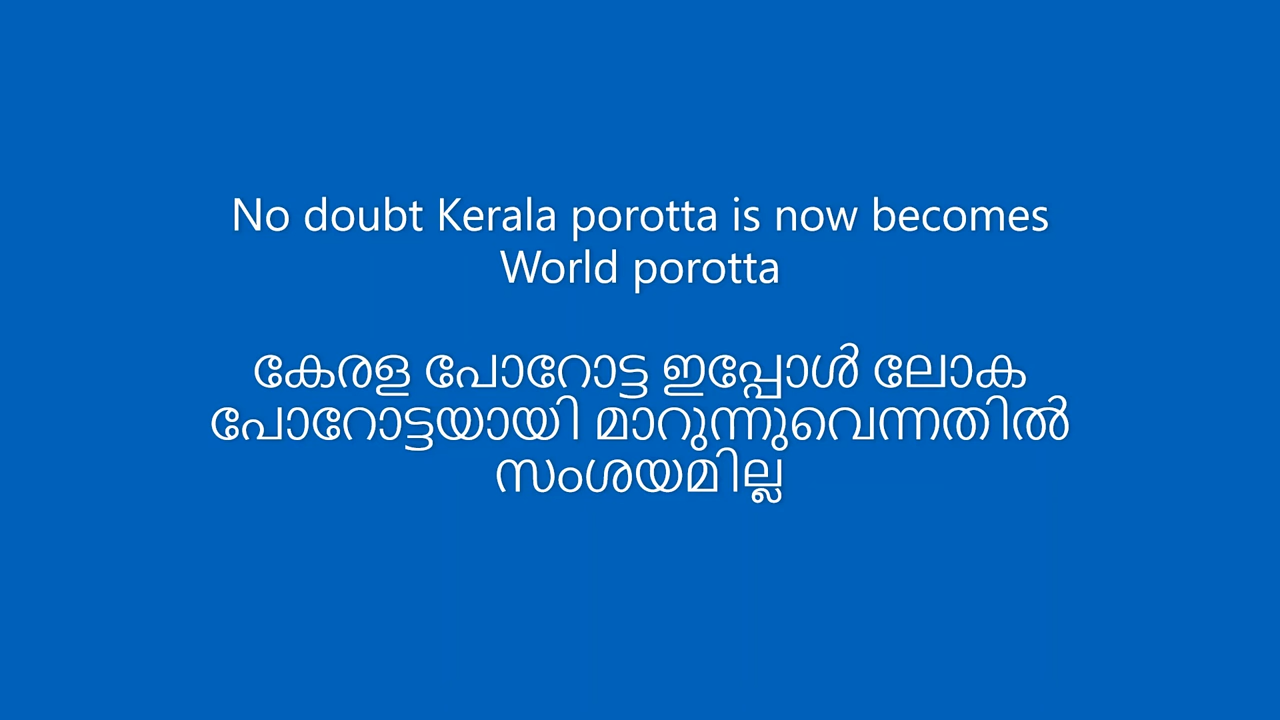 No doubt Kerala porotta is now becomes
World porotta
കേരള പോറോട്ട ഇപ്പോൾ ലോക
പോറോട്ടയായി മാറുന്നുവെന്നതിൽ
സംശയമില്ല